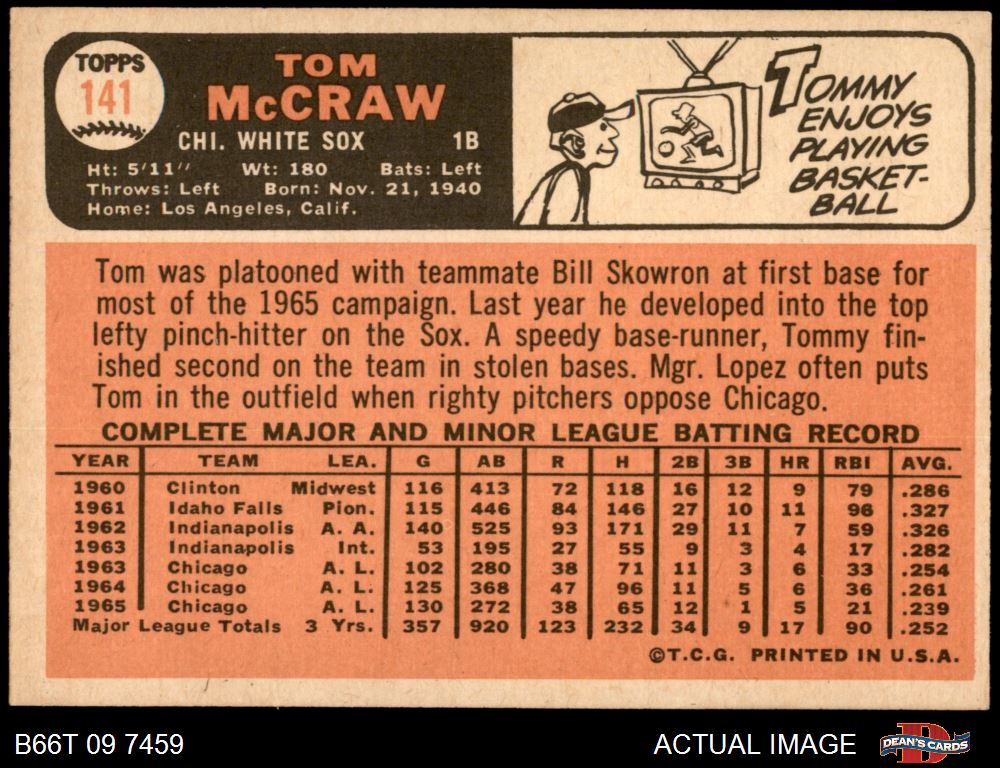 TOPPS
141
TOM
McCRAW
CHI. WHITE SOX 1B
Ht: 5'11" Wt: 180 Bats: Left
Throws: Left Born: Nov. 21, 1940
Home: Los Angeles, Calif.
TOMMY
ENJOYS
PLAYING
BASKET-
BALL
Tom was platooned with teammate Bill Skowron at first base for
most of the 1965 campaign. Last year he developed into the top
lefty pinch-hitter on the Sox. A speedy base-runner, Tommy fin-
ished second on the team in stolen bases. Mgr. Lopez often puts
Tom in the outfield when righty pitchers oppose Chicago.
COMPLETE MAJOR AND MINOR LEAGUE BATTING RECORD
YEAR TEAM LEA. G AB R H 2B 3B HR RBI AVG.
1960 Clinton Midwest 116 413 72 118 16 12 9 79 .286
1961 Idaho Falls Pion. 115 446 84 146 27 10 11 96 .327
1962 Indianapolis A. A. 140 525 93 171 29 11 7 59 .326
1963 Indianapolis Int. 53 195 27 55 9 3 4 17 .282
1963 Chicago A. L. 102 280 38 71 11 3 6 33 .254
1964 Chicago A. L. 125 368 47 96 11 5 6 36 .261
1965 Chicago A. L. 130 272 38 65 12 1 5 21 .239
Major League Totals 3 Yrs. 357 920 123 232 34 9 17 90 .252
©T.C.G. PRINTED IN U.S.A.
B66T 09 7459 ACTUAL IMAGE DEAN'S CARDS